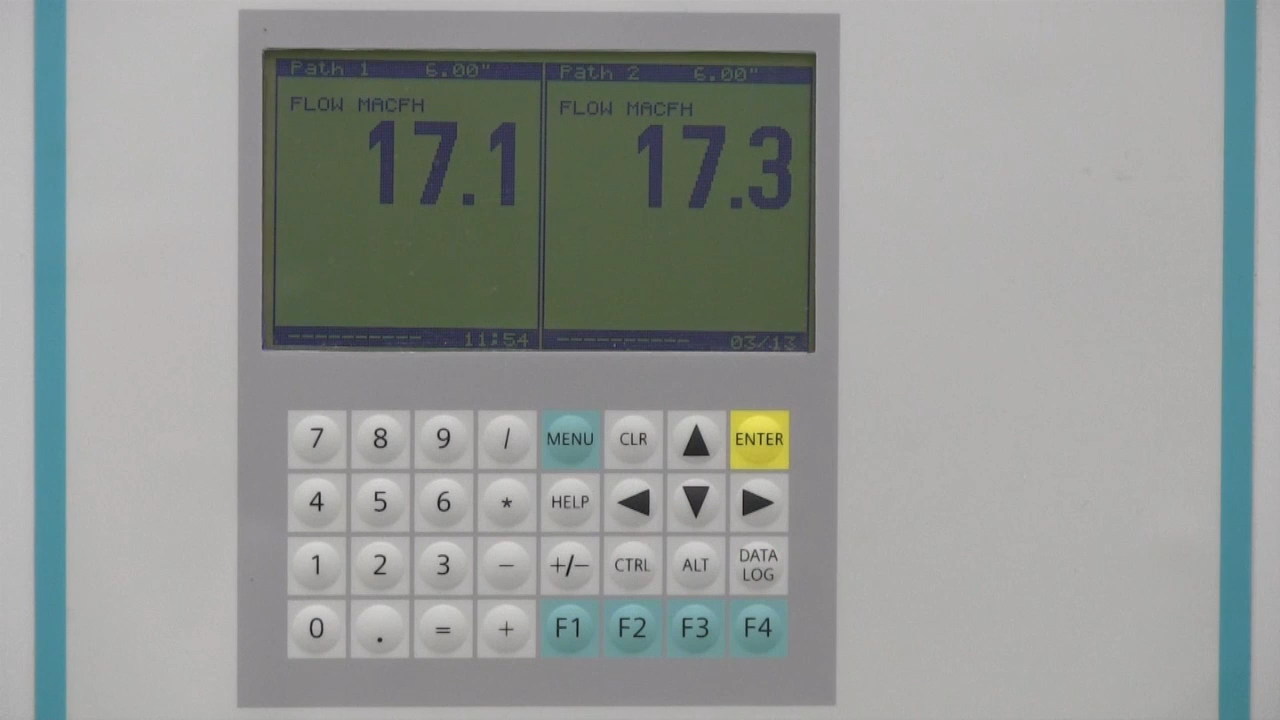 Path 1 6.00" Path 2 6.00"
FLOW MACFH FLOW MACFH
17.1 17.3
---------- 11:54 ---------- 03/13
7 8 9 / MENU CLR ▲ ENTER
4 5 6 * HELP ◀ ▼ ▶
1 2 3 − +/− CTRL ALT DATA LOG
0 . = + F1 F2 F3 F4